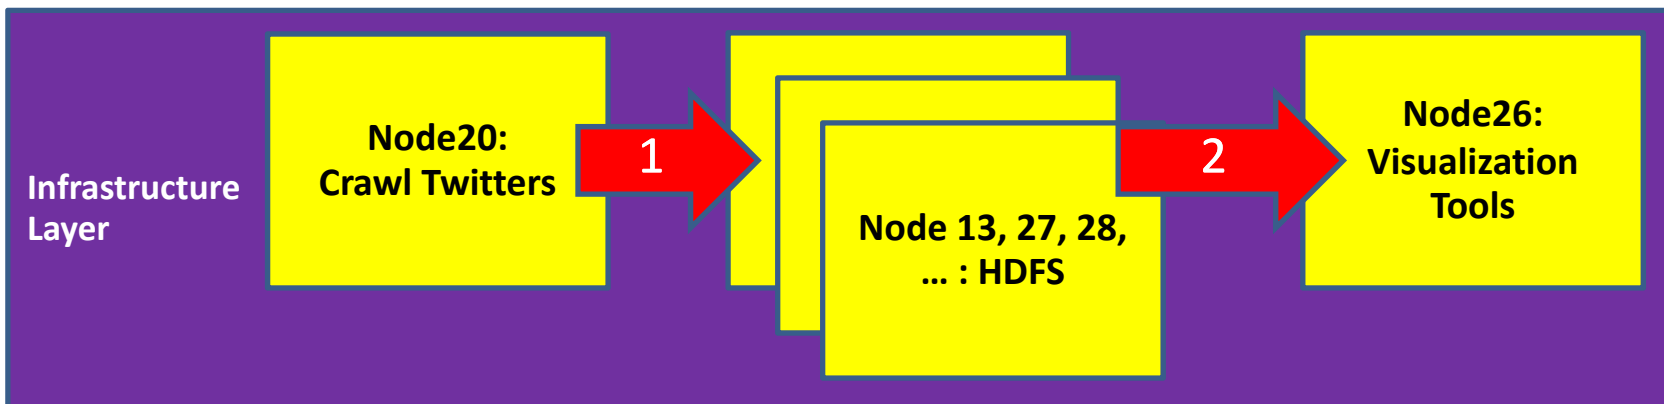 Infrastructure
Layer
Node20:
Crawl Twitters
1
Node 13, 27, 28,
… : HDFS
2
Node26:
Visualization
Tools